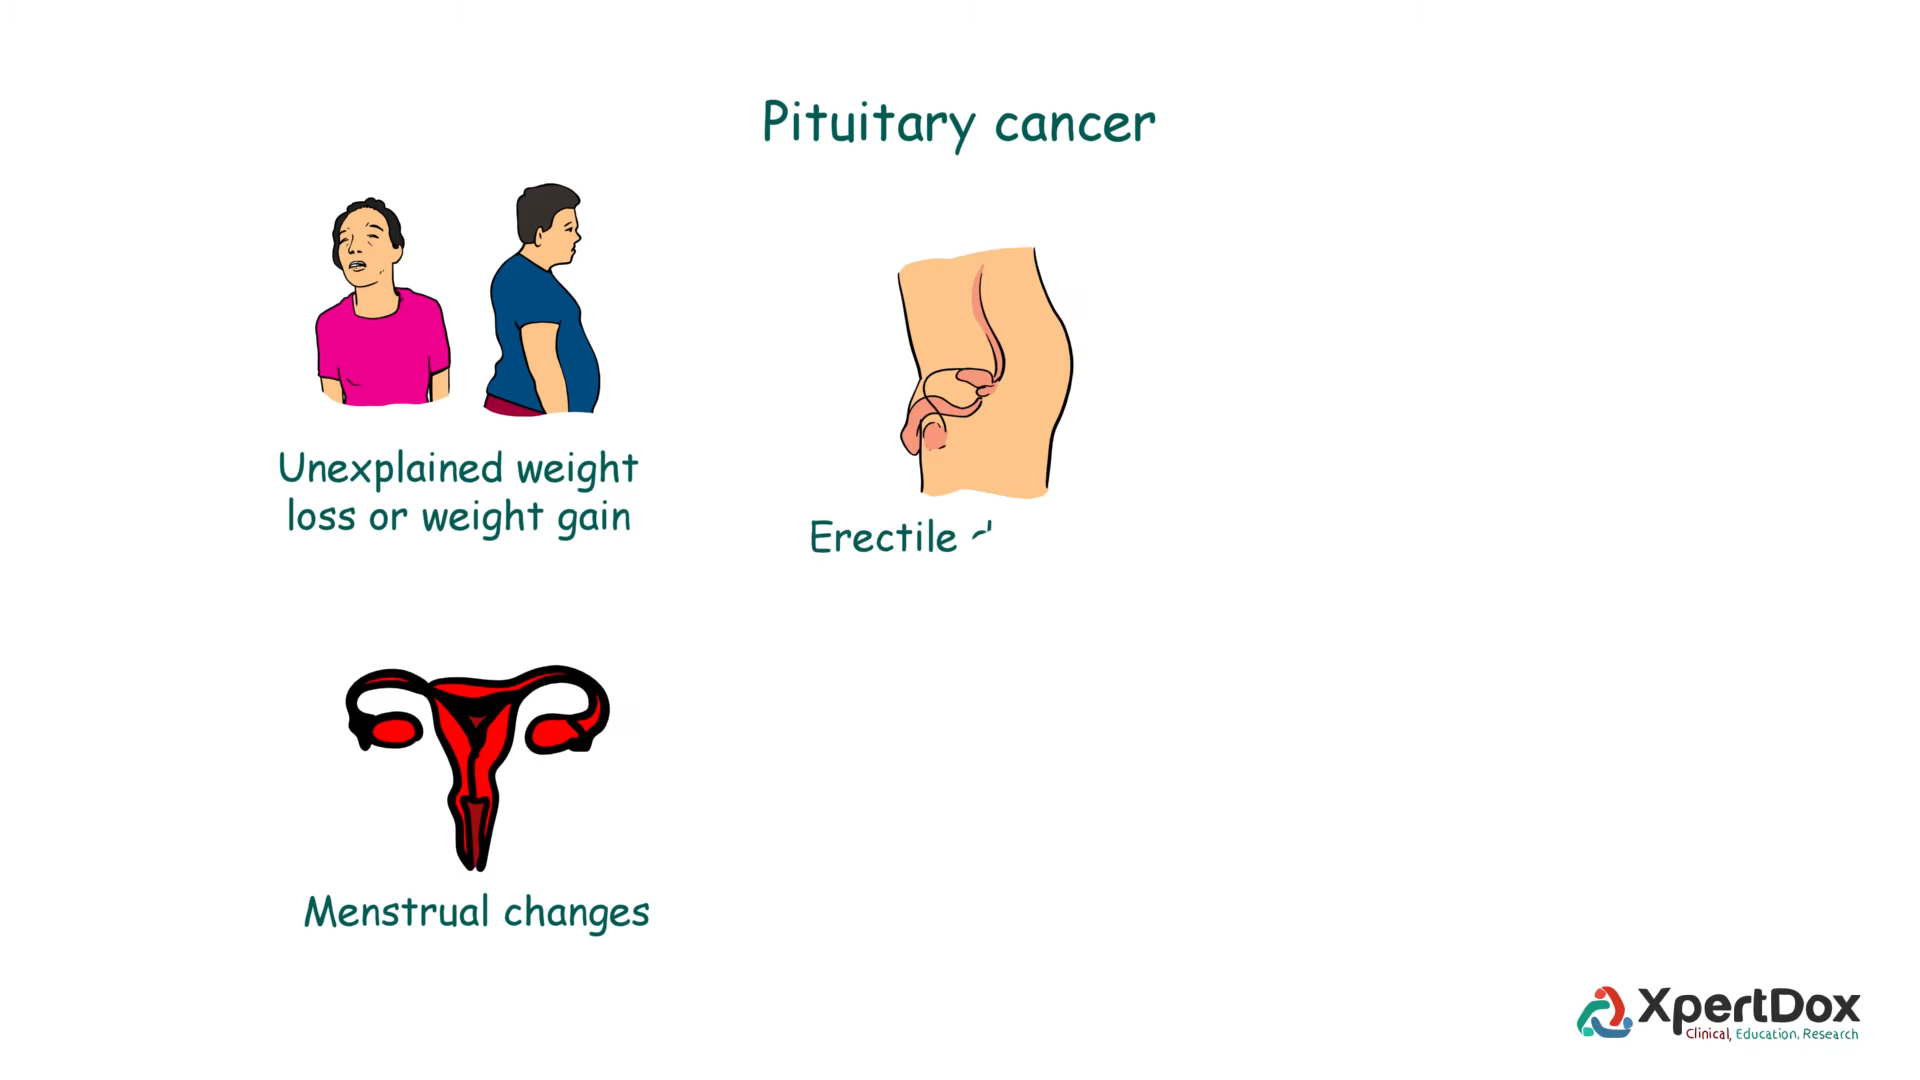 Pituitary cancer
Unexplained weight
loss or weight gain
Erectile
Menstrual changes
XpertDox
Clinical, Education, Research